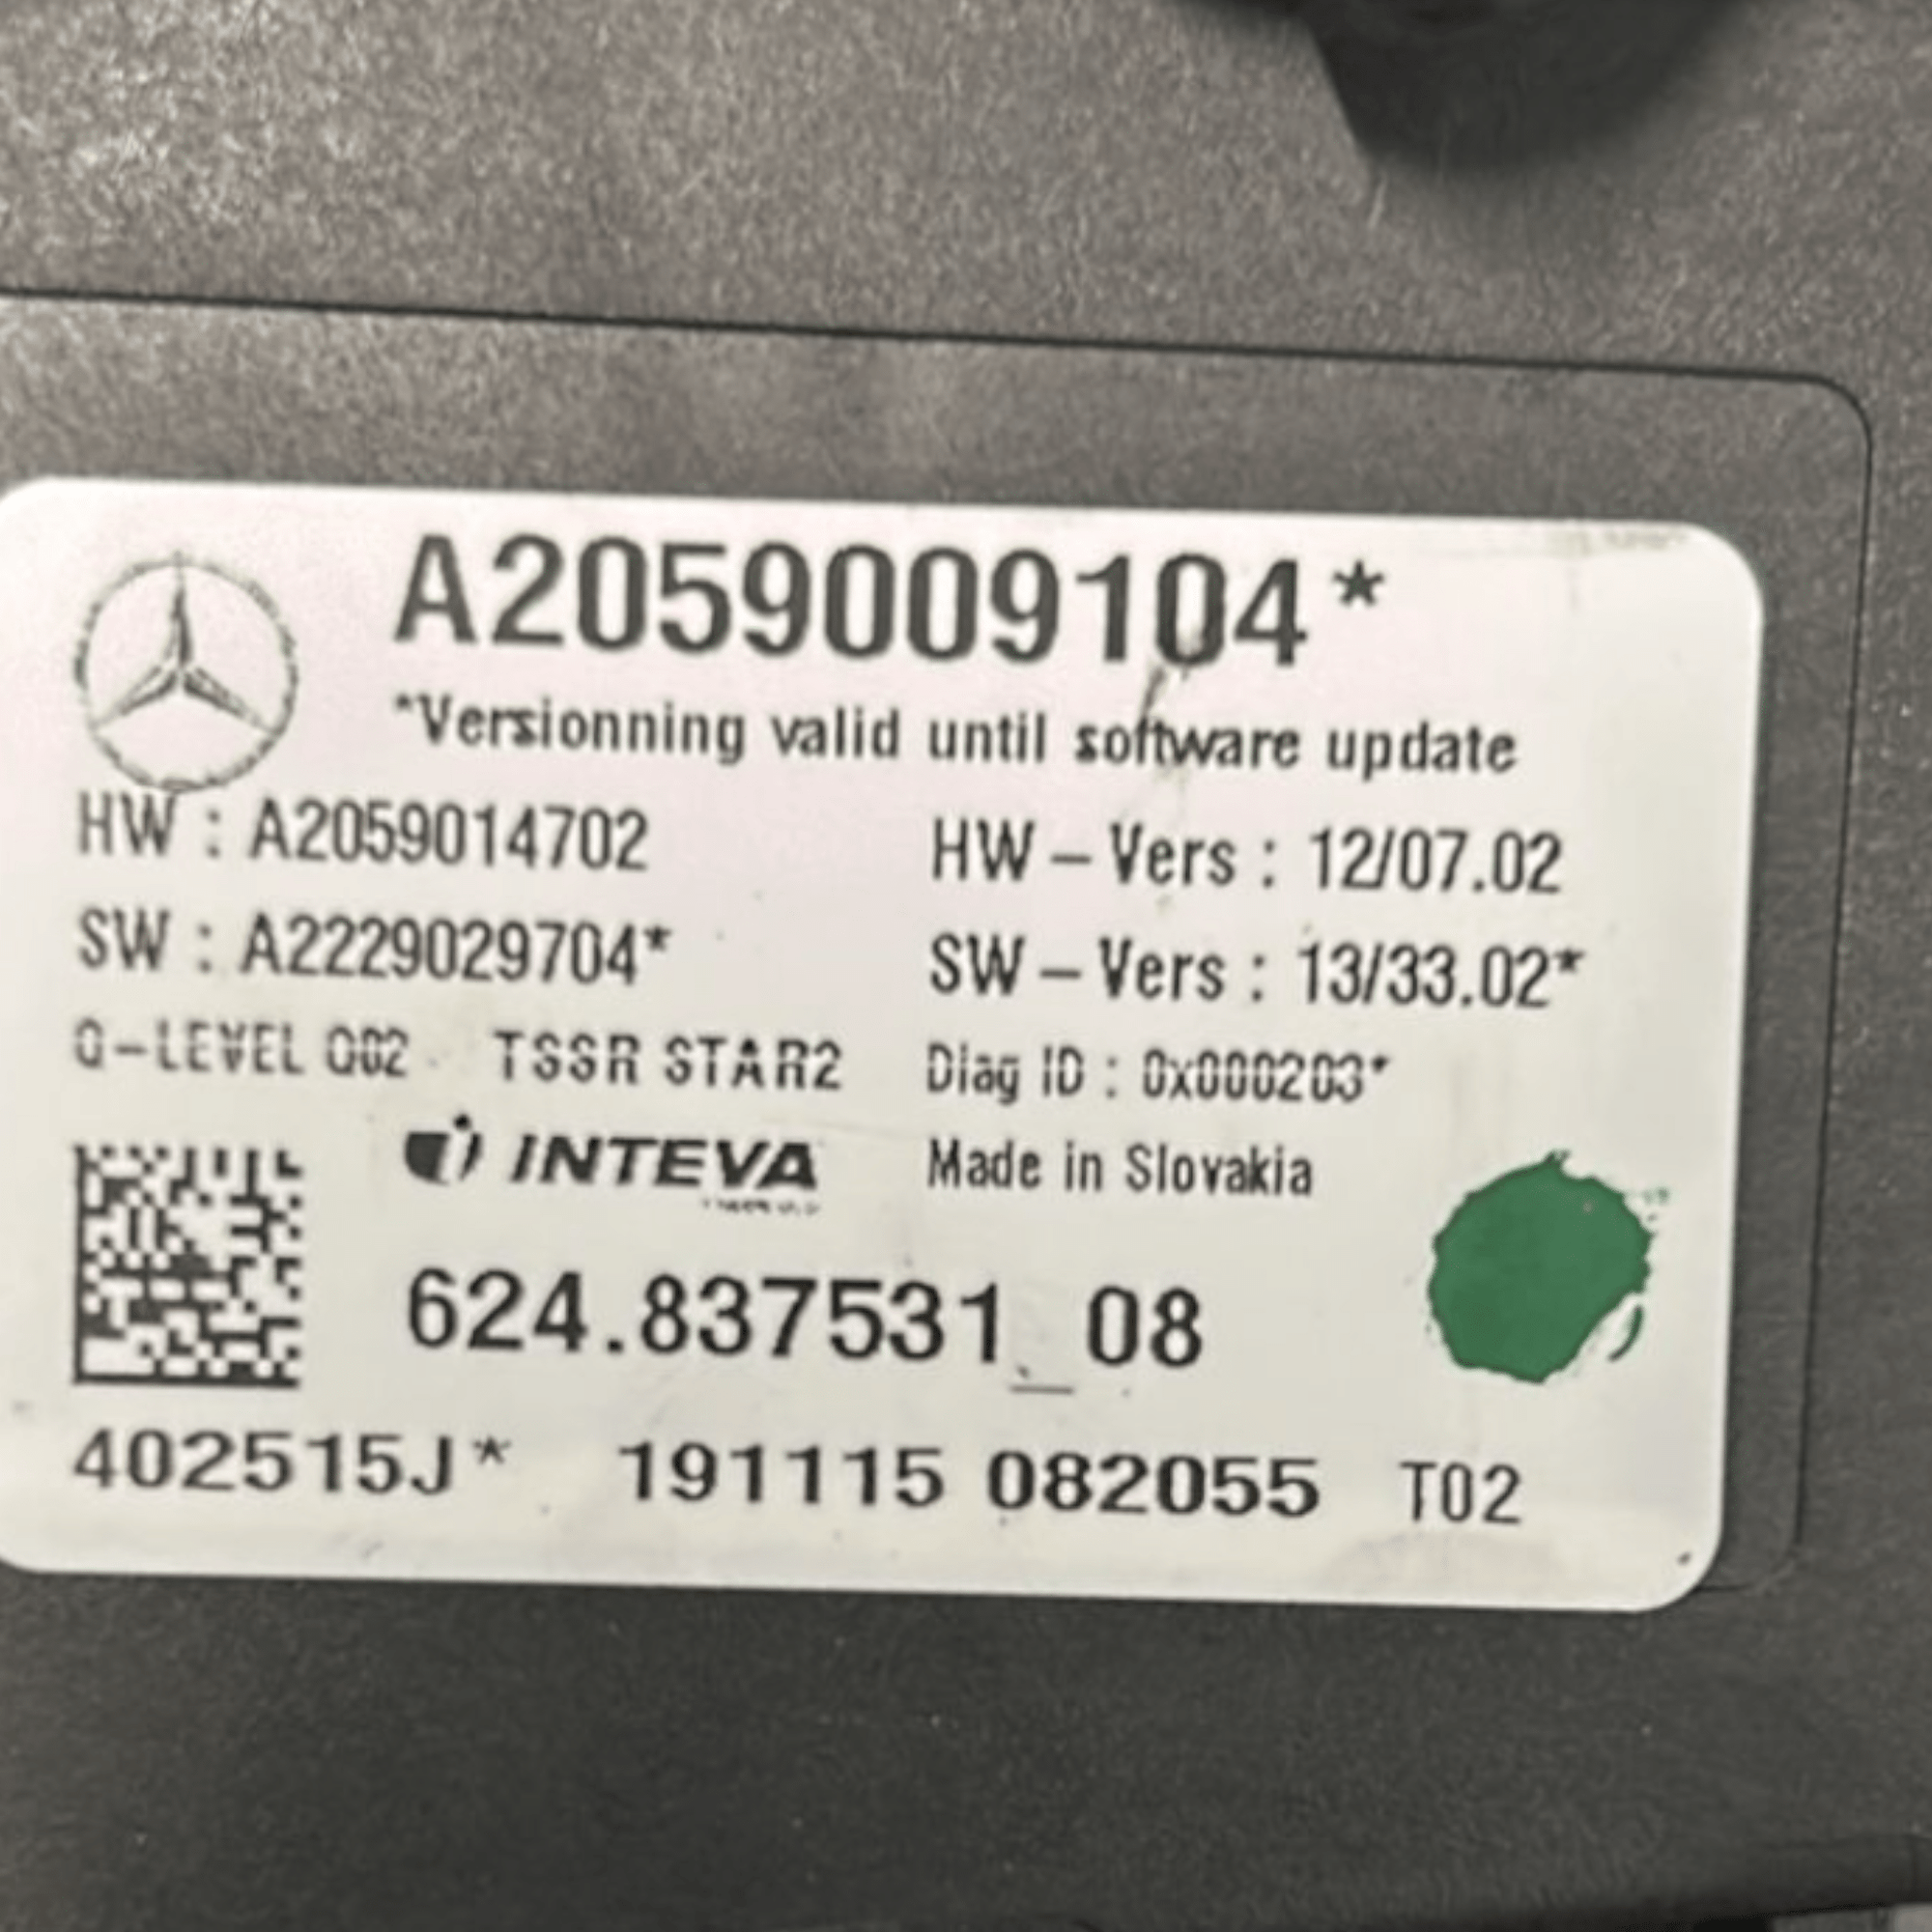 A2059009104*
*Versionning valid until software update
HW : A2059014702 HW-Vers : 12/07.02
SW : A2229029704* SW-Vers : 13/33.02*
Q-LEVEL Q02 TSSR STAR2 Diag ID : 0x000203*
INTEVA Made in Slovakia
624.837531_08
402515J* 191115 082055 T02